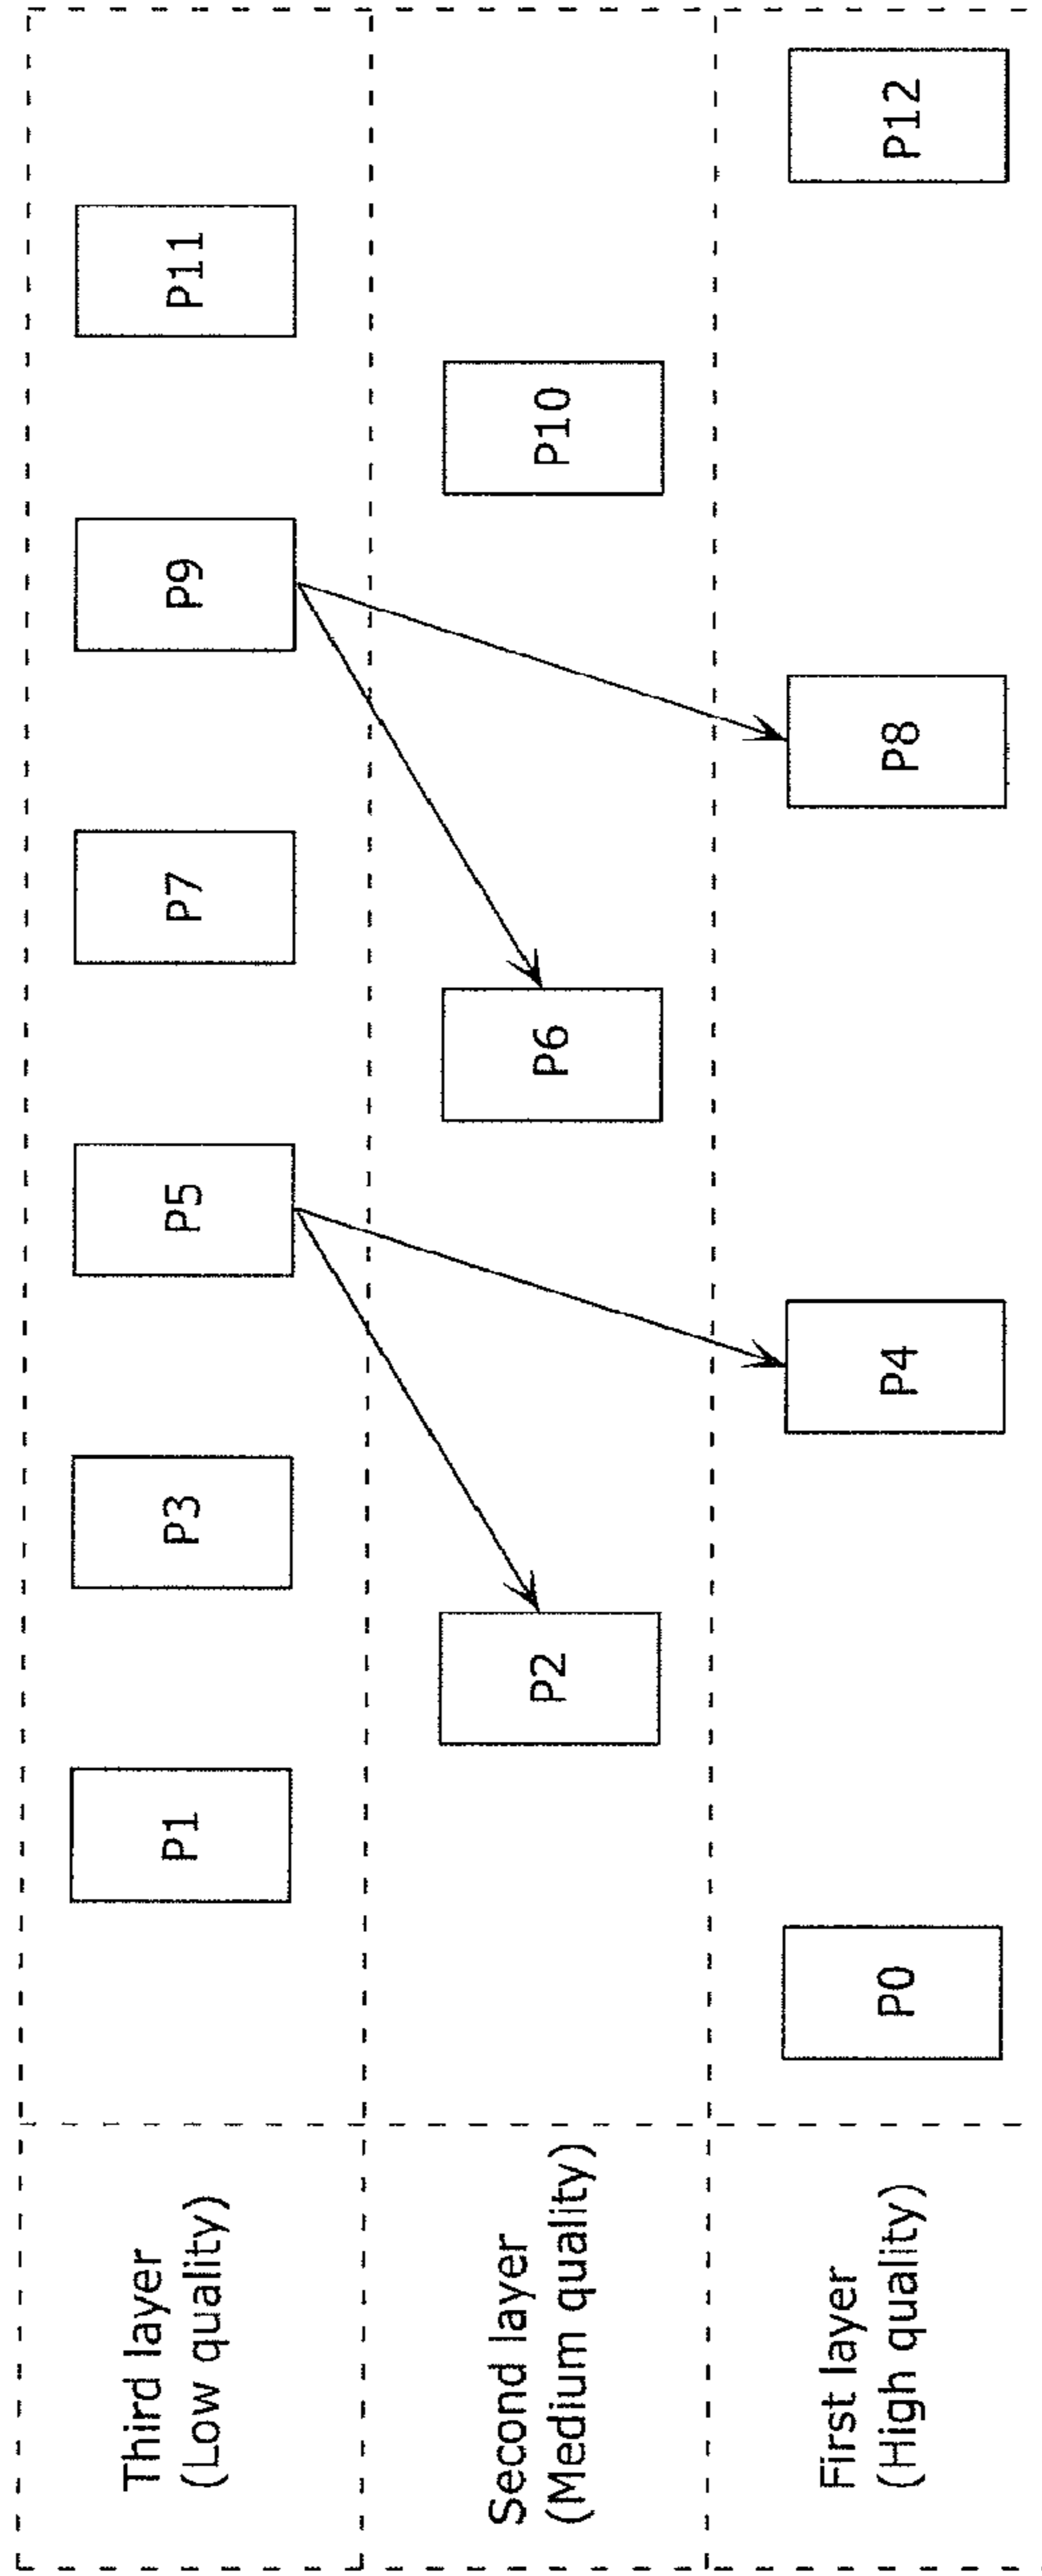 Third layer
(Low quality)
P1
P3
P5
P7
P9
P11
Second layer
(Medium quality)
P2
P6
P10
First layer
(High quality)
P0
P4
P8
P12